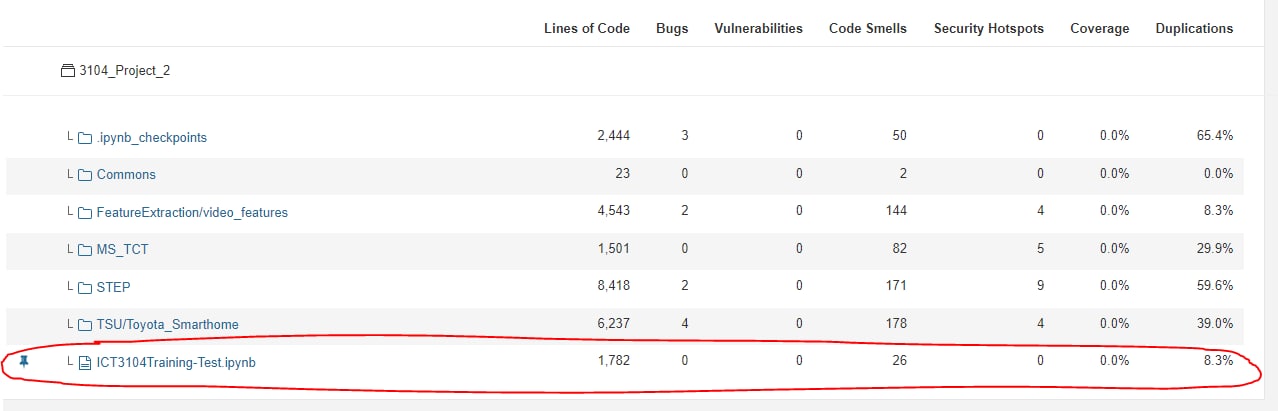 Lines of Code Bugs Vulnerabilities Code Smells Security Hotspots Coverage Duplications
3104_Project_2
.ipynb_checkpoints 2,444 3 0 50 0 0.0% 65.4%
Commons 23 0 0 2 0 0.0% 0.0%
FeatureExtraction/video_features 4,543 2 0 144 4 0.0% 8.3%
MS_TCT 1,501 0 0 82 5 0.0% 29.9%
STEP 8,418 2 0 171 9 0.0% 59.6%
TSU/Toyota_Smarthome 6,237 4 0 178 4 0.0% 39.0%
ICT3104Training-Test.ipynb 1,782 0 0 26 0 0.0% 8.3%